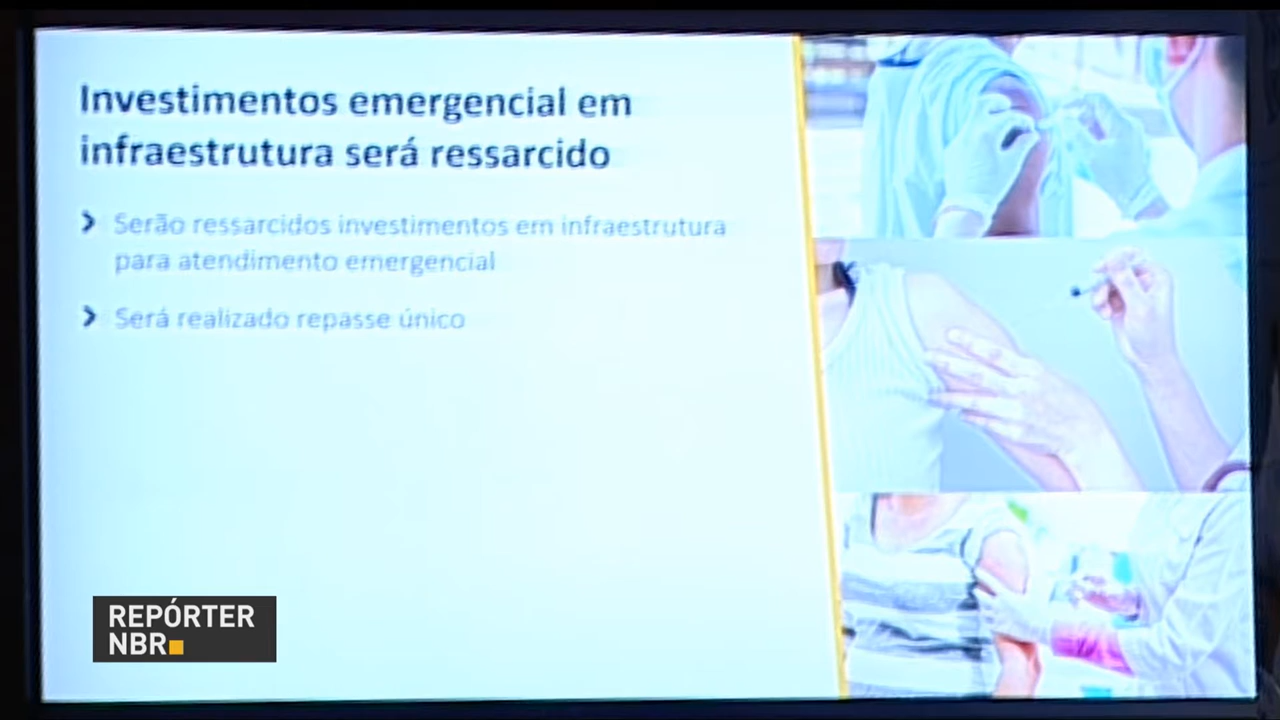 Investimentos emergencial em
infraestrutura será ressarcido
Serão ressarcidos investimentos em infraestrutura
para atendimento emergencial
Será realizado repasse único
REPÓRTER
NBR